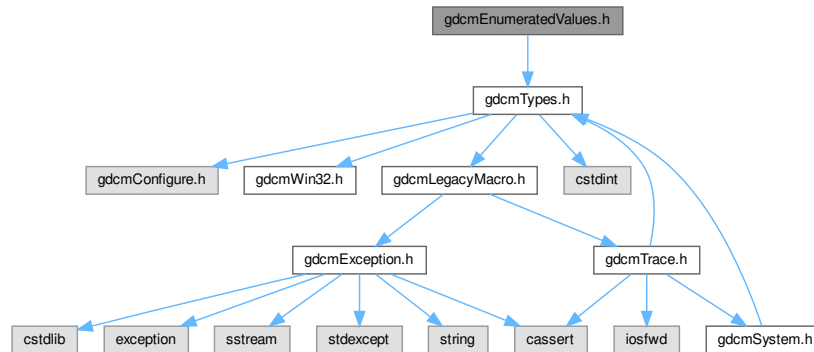 gdcmEnumeratedValues.h
gdcmTypes.h
gdcmConfigure.h
gdcmWin32.h
gdcmLegacyMacro.h
cstdint
gdcmException.h
gdcmTrace.h
cstdlib
exception
sstream
stdexcept
string
cassert
iosfwd
gdcmSystem.h